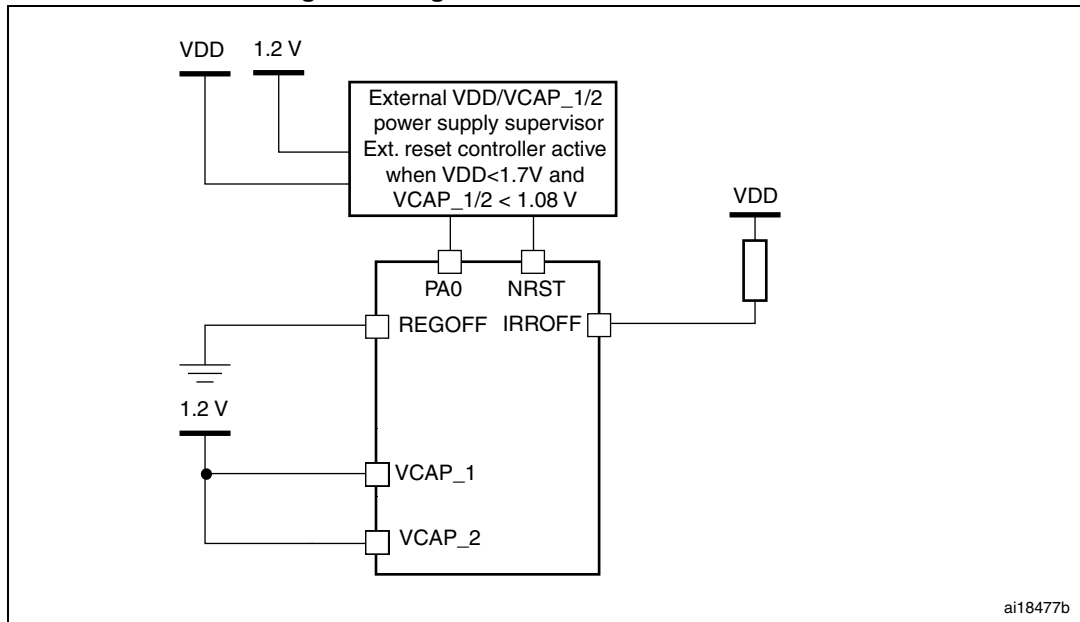 VDD
1.2 V
External VDD/VCAP_1/2
power supply supervisor
Ext. reset controller active
when VDD<1.7V and
VCAP_1/2 < 1.08 V
VDD
PA0
NRST
REGOFF
IRROFF
1.2 V
VCAP_1
VCAP_2
ai18477b